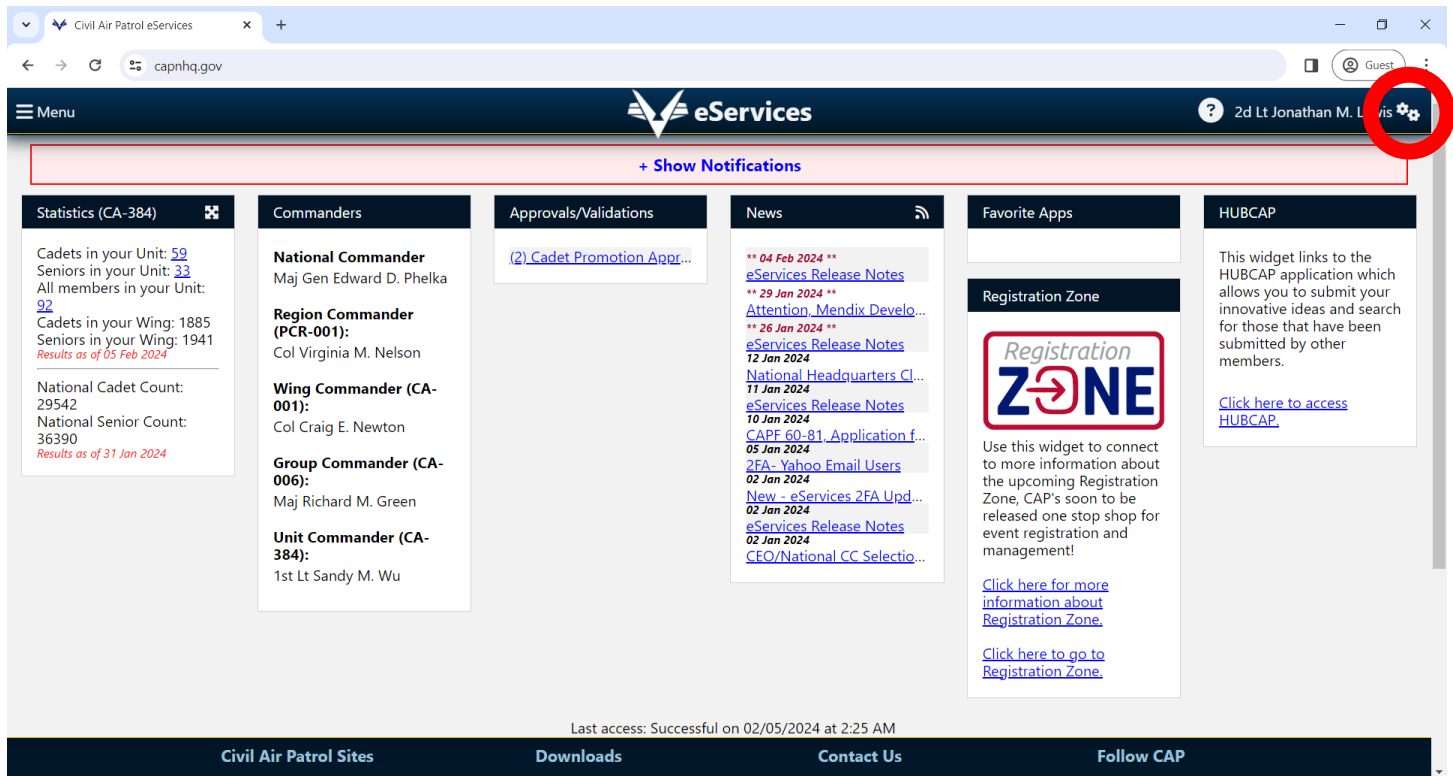 Civil Air Patrol eServices
capnhq.gov
Guest
Menu
eServices
? 2d Lt Jonathan M.
+ Show Notifications
Statistics (CA-384)
Cadets in your Unit: 59
Seniors in your Unit: 33
All members in your Unit:
92
Cadets in your Wing: 1885
Seniors in your Wing: 1941
Results as of 05 Feb 2024
National Cadet Count:
29542
National Senior Count:
36390
Results as of 31 Jan 2024
Commanders
National Commander
Maj Gen Edward D. Phelka
Region Commander
(PCR-001):
Col Virginia M. Nelson
Wing Commander (CA-
001):
Col Craig E. Newton
Group Commander (CA-
006):
Maj Richard M. Green
Unit Commander (CA-
384):
1st Lt Sandy M. Wu
Approvals/Validations
(2) Cadet Promotion Appr...
News
** 04 Feb 2024 **
eServices Release Notes
** 29 Jan 2024 **
Attention, Mendix Develo...
** 26 Jan 2024 **
eServices Release Notes
12 Jan 2024
National Headquarters Cl...
11 Jan 2024
eServices Release Notes
10 Jan 2024
CAPF 60-81, Application f...
05 Jan 2024
2FA- Yahoo Email Users
02 Jan 2024
New - eServices 2FA Upd...
02 Jan 2024
eServices Release Notes
02 Jan 2024
CEO/National CC Selectio...
Favorite Apps
Registration Zone
Registration
ZONE
Use this widget to connect
to more information about
the upcoming Registration
Zone, CAP's soon to be
released one stop shop for
event registration and
management!
Click here for more
information about
Registration Zone.
Click here to go to
Registration Zone.
HUBCAP
This widget links to the
HUBCAP application which
allows you to submit your
innovative ideas and search
for those that have been
submitted by other
members.
Click here to access
HUBCAP.
Last access: Successful on 02/05/2024 at 2:25 AM
Civil Air Patrol Sites
Downloads
Contact Us
Follow CAP